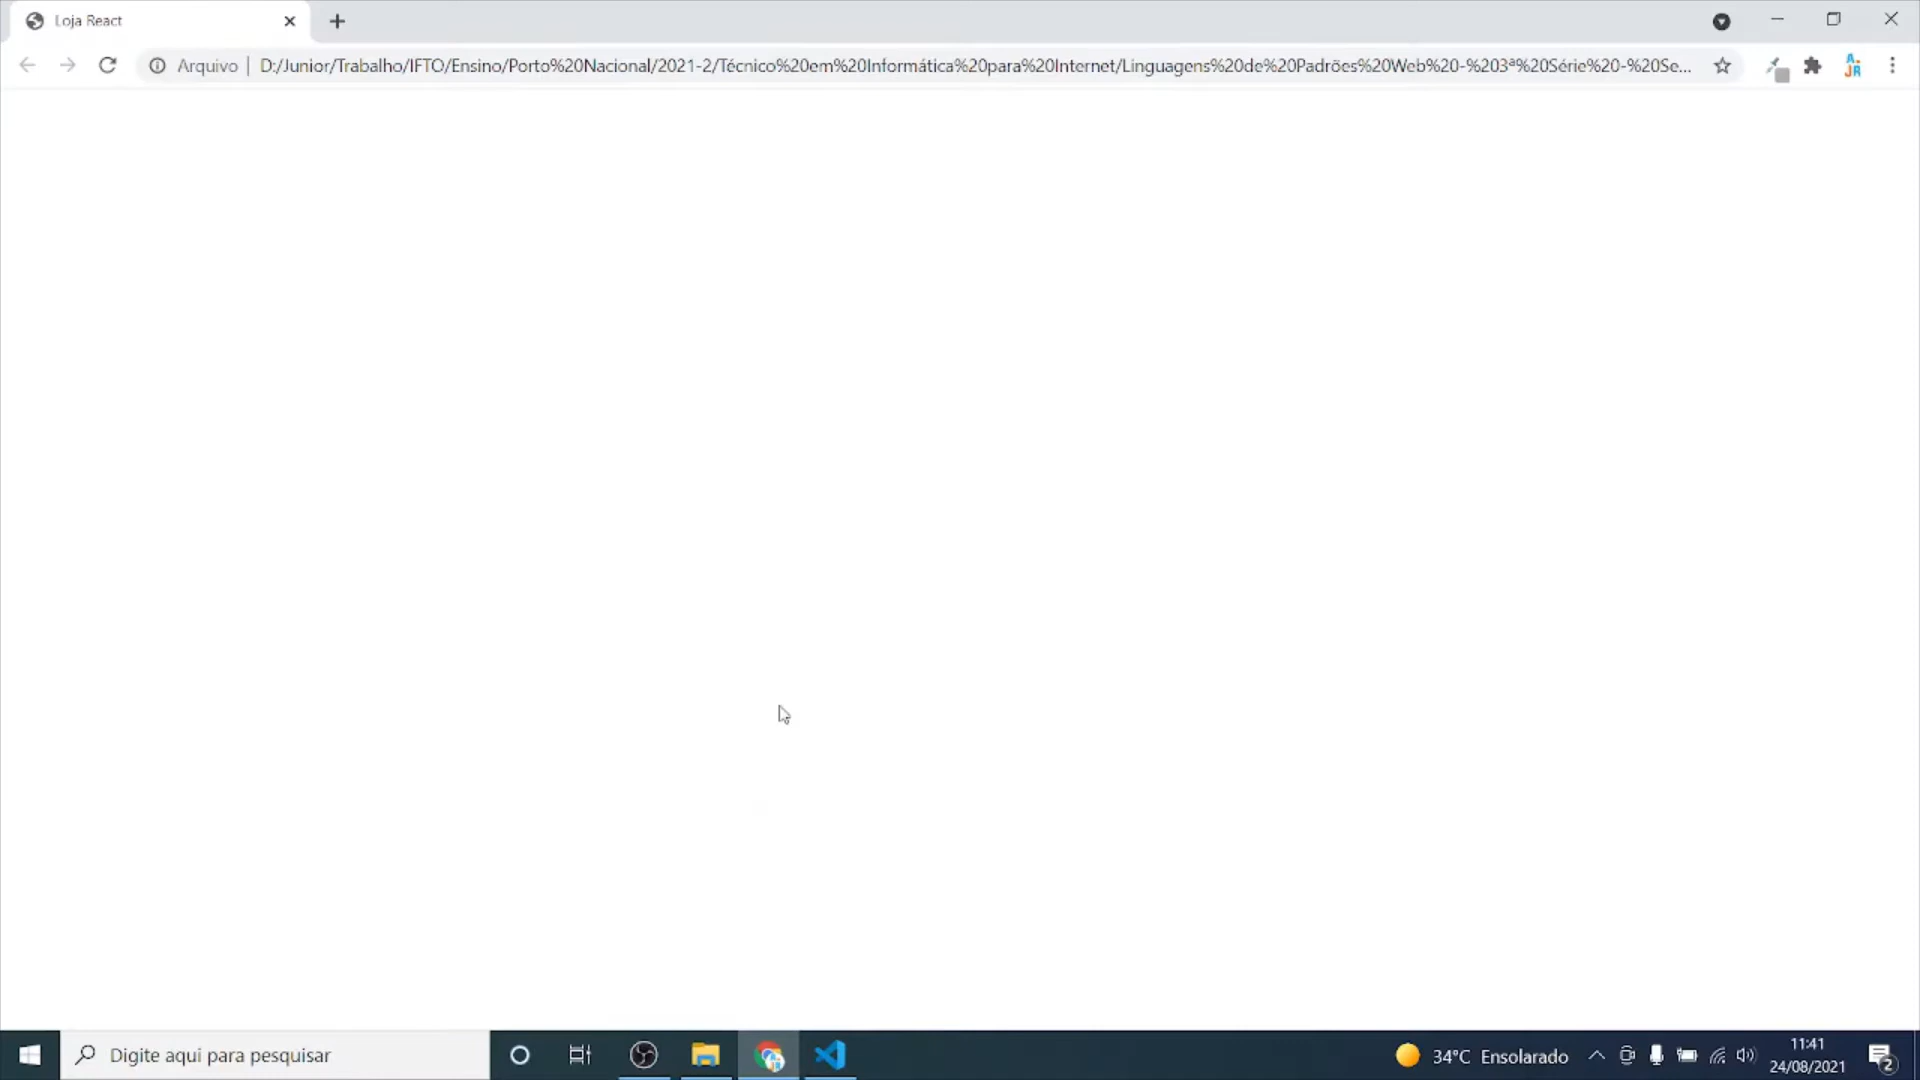 Loja React
Arquivo | D:/Junior/Trabalho/IFTO/Ensino/Porto%20Nacional/2021-2/Técnico%20em%20Informática%20para%20Internet/Linguagens%20de%20Padrões%20Web%20-%203ª%20Série%20-%20Se...
Digite aqui para pesquisar
34°C Ensolarado
11:41
24/08/2021
2